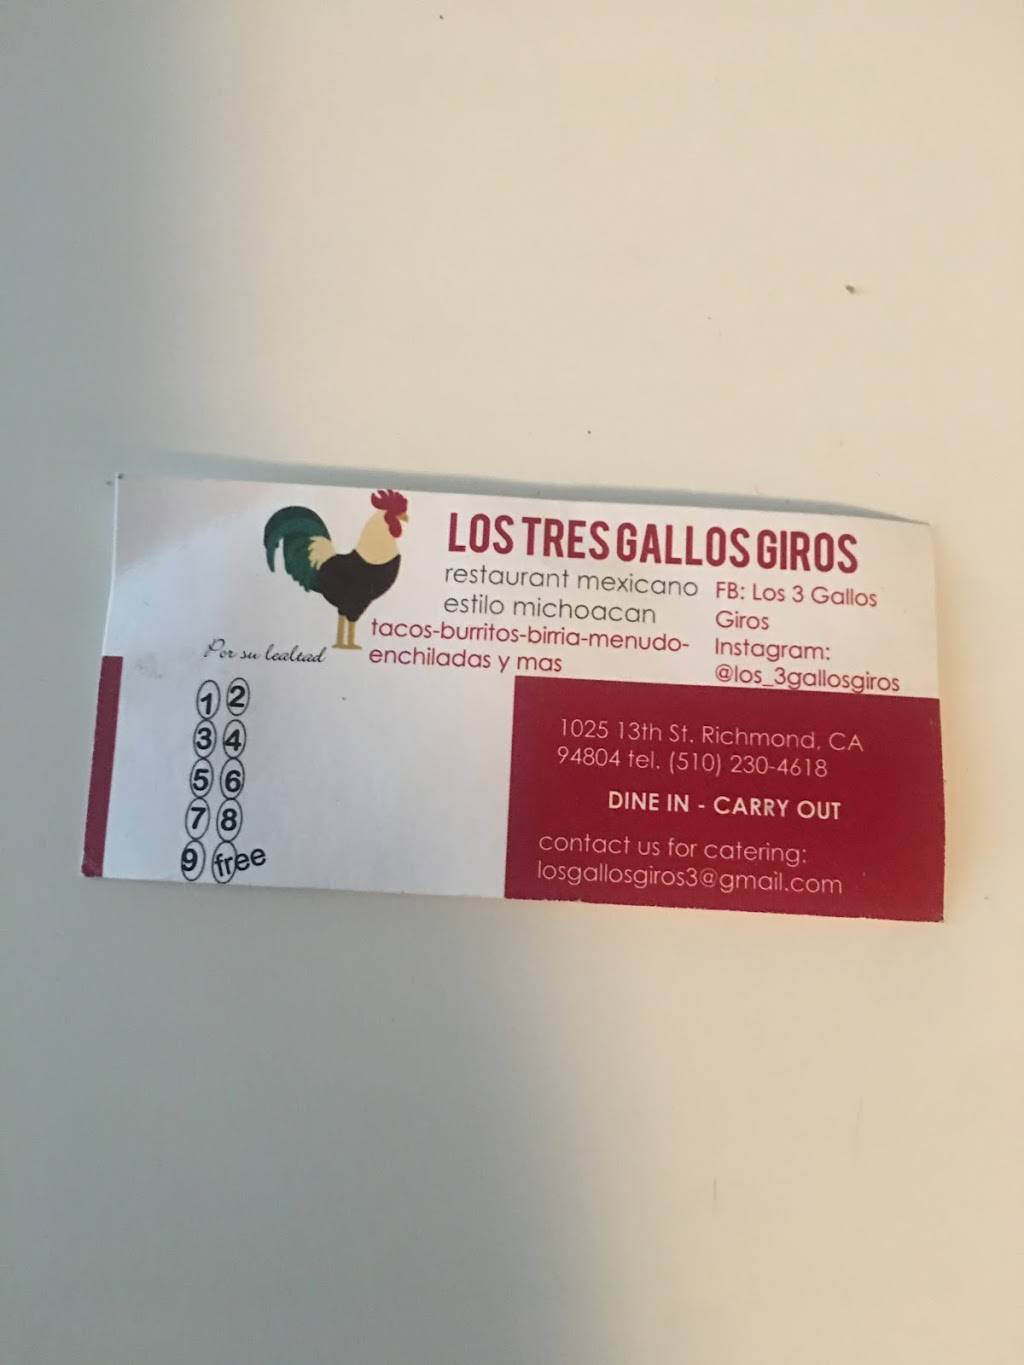 LOS TRES GALLOS GIROS
restaurant mexicano
estilo michoacan
tacos-burritos-birria-menudo-
enchiladas y mas
FB: Los 3 Gallos
Giros
Instagram:
@los_3gallosgiros
Por su lealtad
1 2
3 4
5 6
7 8
9 free
1025 13th St. Richmond, CA
94804 tel. (510) 230-4618
DINE IN - CARRY OUT
contact us for catering:
losgallosgiros3@gmail.com